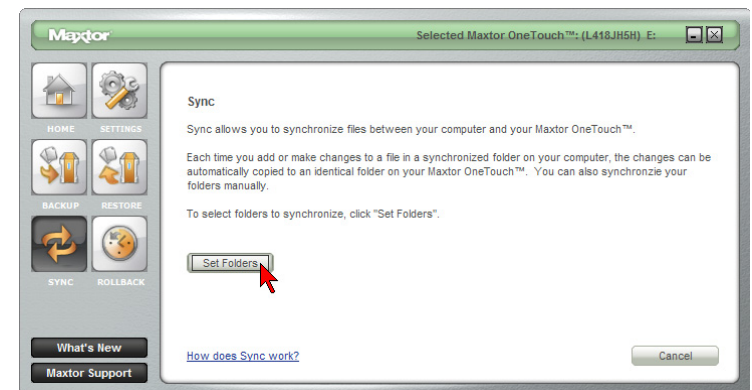 Maxtor
Selected Maxtor OneTouch™: (L418JH5H) E:
HOME SETTINGS
BACKUP RESTORE
SYNC ROLLBACK
What's New
Maxtor Support
Sync
Sync allows you to synchronize files between your computer and your Maxtor OneTouch™.
Each time you add or make changes to a file in a synchronized folder on your computer, the changes can be
automatically copied to an identical folder on your Maxtor OneTouch™. You can also synchronzie your
folders manually.
To select folders to synchronize, click "Set Folders".
Set Folders
How does Sync work?
Cancel